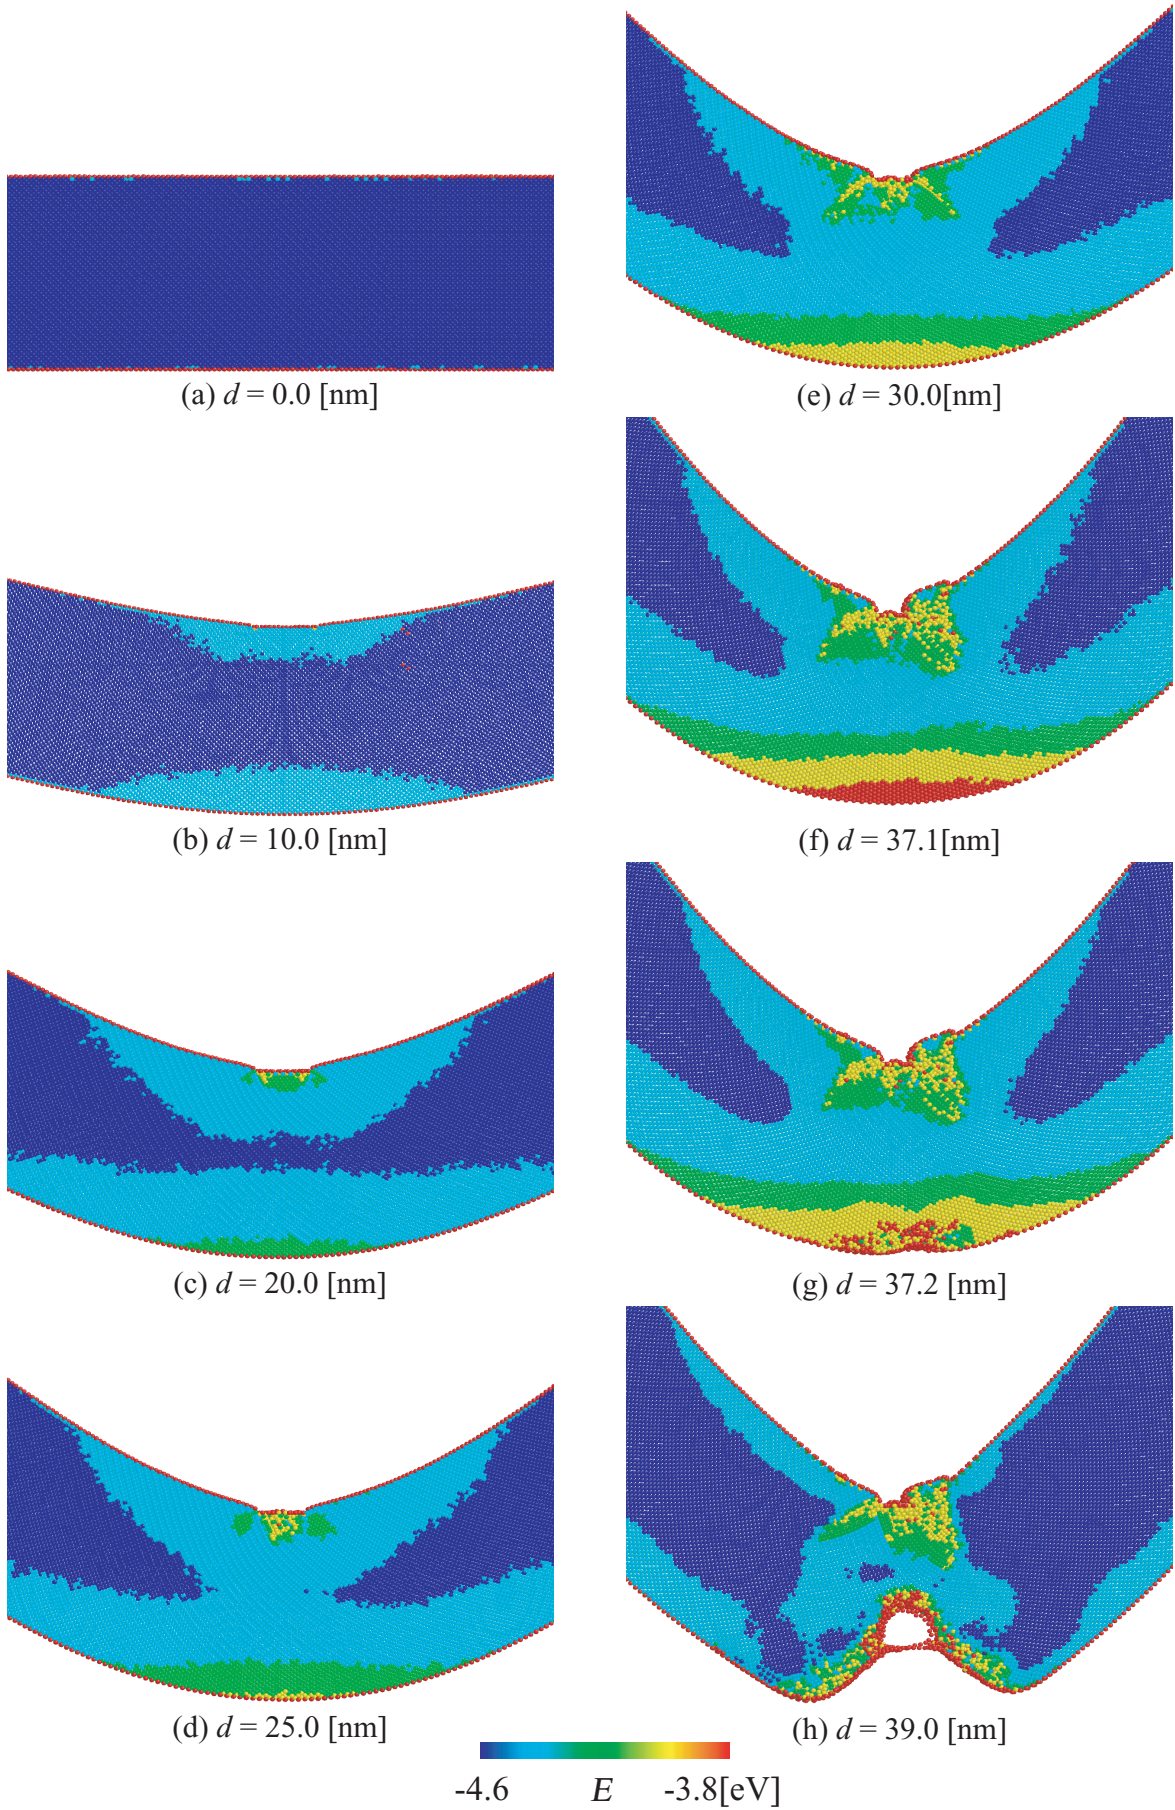 (a) d = 0.0 [nm]
(b) d = 10.0 [nm]
(c) d = 20.0 [nm]
(d) d = 25.0 [nm]
(e) d = 30.0[nm]
(f) d = 37.1[nm]
(g) d = 37.2 [nm]
(h) d = 39.0 [nm]
-4.6 E -3.8[eV]